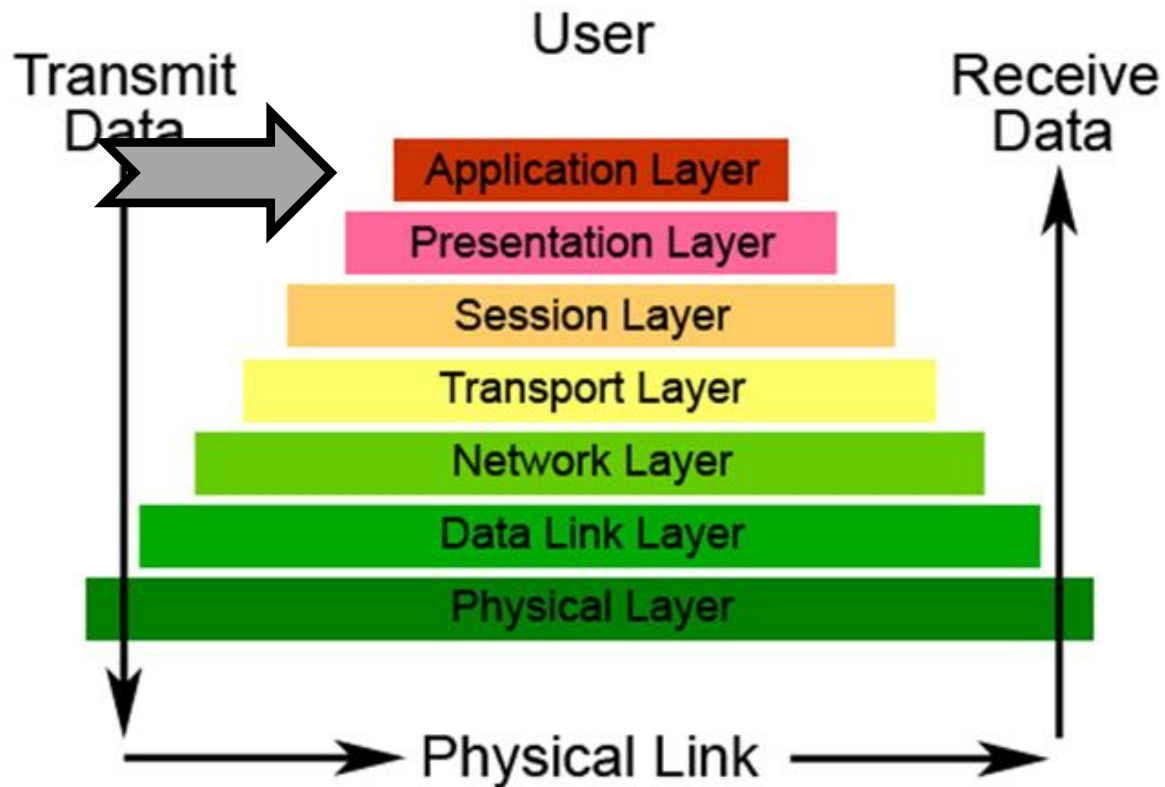 User
Transmit
Data
Receive
Data
Application Layer
Presentation Layer
Session Layer
Transport Layer
Network Layer
Data Link Layer
Physical Layer
Physical Link